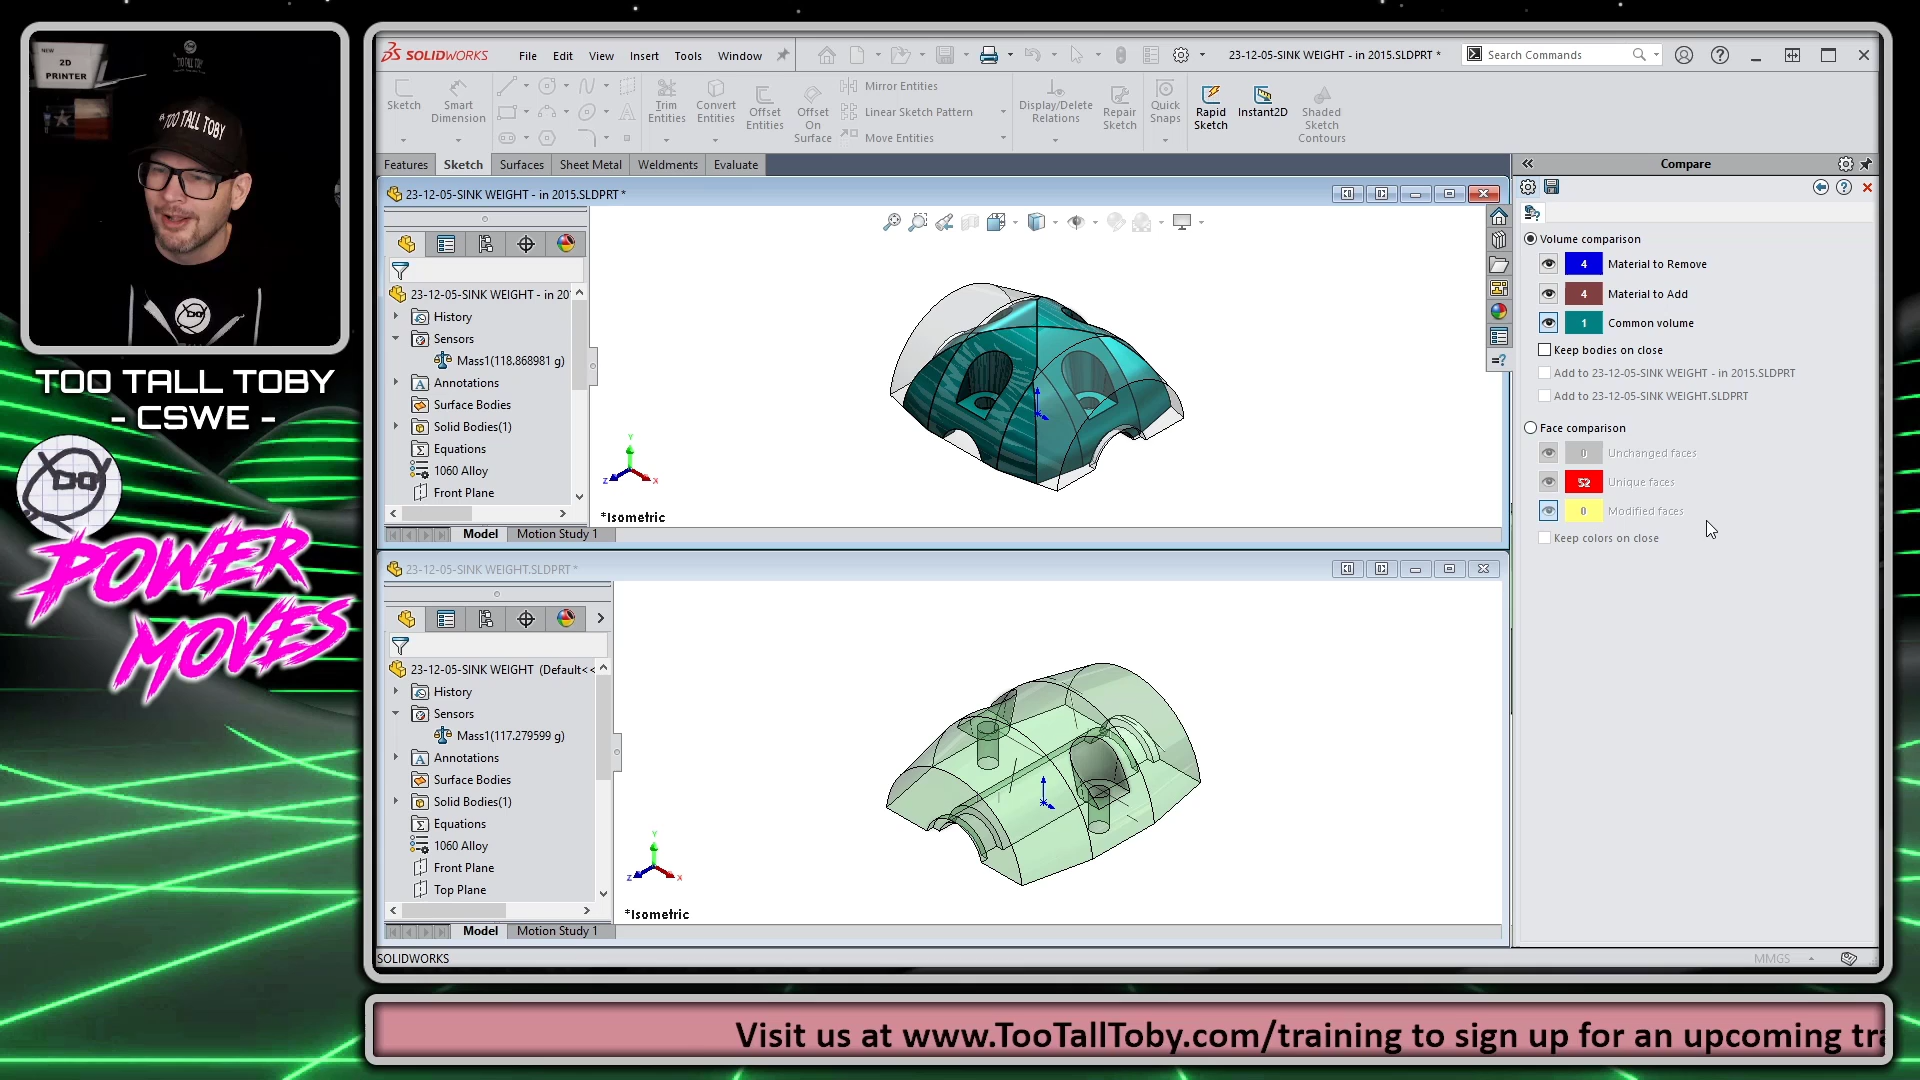 NEW
2D
PRINTER
TOO TALL TOBY
TOO TALL TOBY
- CSWE -
POWER
MOVES
SOLIDWORKS
File Edit View Insert Tools Window
23-12-05-SINK WEIGHT - in 2015.SLDPRT *
Search Commands
Sketch
Smart Dimension
Trim Entities
Convert Entities
Offset Entities
Offset On Surface
Mirror Entities
Linear Sketch Pattern
Move Entities
Display/Delete Relations
Repair Sketch
Quick Snaps
Rapid Sketch
Instant2D
Shaded Sketch Contours
Features Sketch Surfaces Sheet Metal Weldments Evaluate
23-12-05-SINK WEIGHT - in 2015.SLDPRT *
23-12-05-SINK WEIGHT - in 20
History
Sensors
Mass1(118.868981 g)
Annotations
Surface Bodies
Solid Bodies(1)
Equations
1060 Alloy
Front Plane
Y
Z
X
*Isometric
Model Motion Study 1
23-12-05-SINK WEIGHT.SLDPRT *
23-12-05-SINK WEIGHT (Default<<
History
Sensors
Mass1(117.279599 g)
Annotations
Surface Bodies
Solid Bodies(1)
Equations
1060 Alloy
Front Plane
Top Plane
Y
Z
X
*Isometric
Model Motion Study 1
SOLIDWORKS
MMGS
Compare
Volume comparison
4 Material to Remove
4 Material to Add
1 Common volume
Keep bodies on close
Add to 23-12-05-SINK WEIGHT - in 2015.SLDPRT
Add to 23-12-05-SINK WEIGHT.SLDPRT
Face comparison
0 Unchanged faces
52 Unique faces
0 Modified faces
Keep colors on close
Visit us at www.TooTallToby.com/training to sign up for an upcoming tra